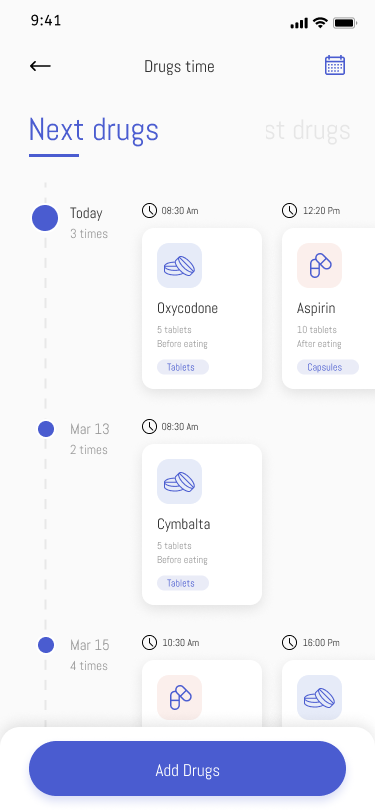 9:41
Drugs time
Next drugs
st drugs
Today
3 times
08:30 Am
12:20 Pm
Oxycodone
5 tablets
Before eating
Tablets
Aspirin
10 tablets
After eating
Capsules
Mar 13
2 times
08:30 Am
Cymbalta
5 tablets
Before eating
Tablets
Mar 15
4 times
10:30 Am
16:00 Pm
Add Drugs